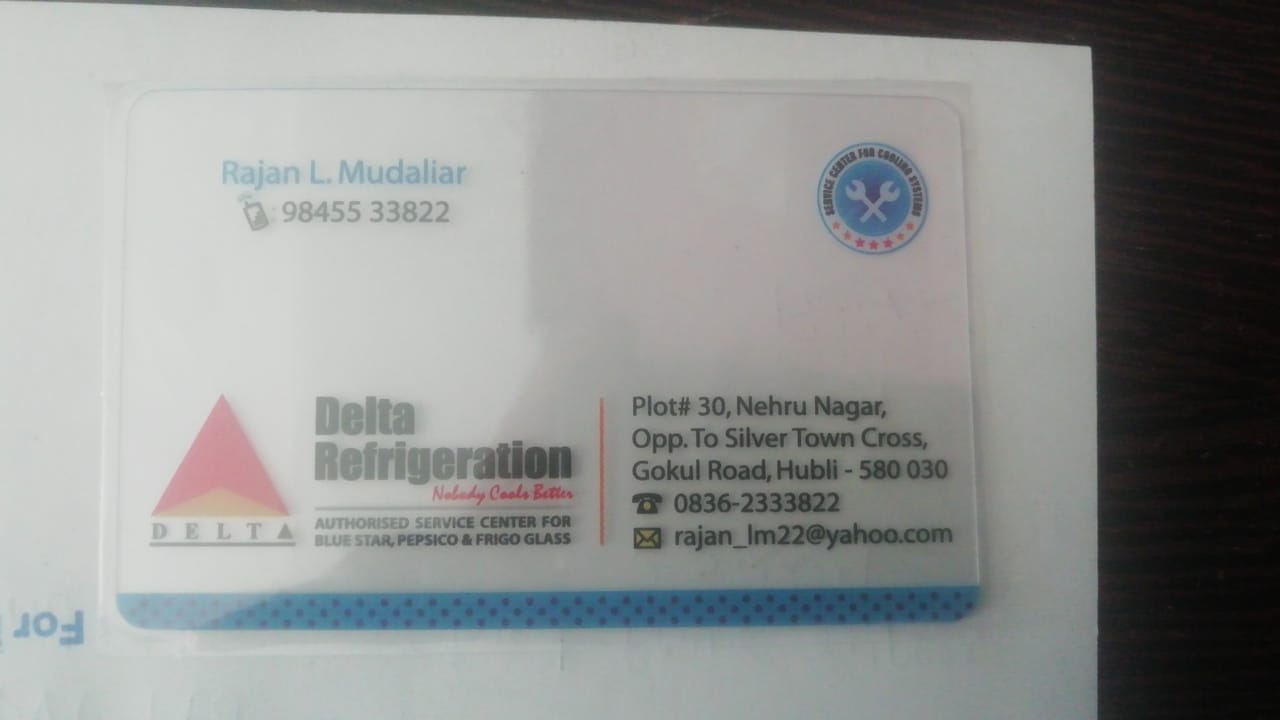 Rajan L. Mudaliar
98455 33822
SERVICE CENTER FOR COOLING SYSTEMS
DELTA
Delta
Refrigeration
Nobody Cools Better
AUTHORISED SERVICE CENTER FOR
BLUE STAR, PEPSICO & FRIGO GLASS
Plot# 30, Nehru Nagar,
Opp. To Silver Town Cross,
Gokul Road, Hubli - 580 030
0836-2333822
rajan_lm22@yahoo.com
For